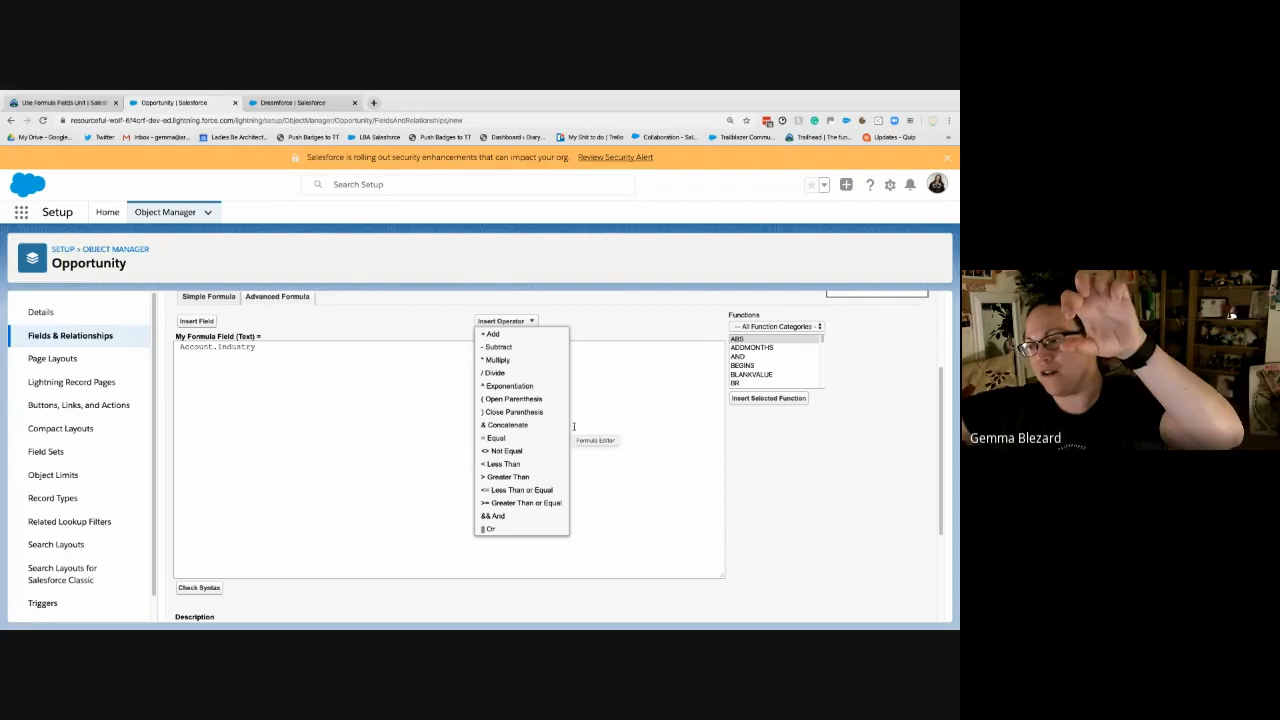 Use Formula Fields Unit | Salesf
Opportunity | Salesforce
Dreamforce | Salesforce
resourceful-wolf-6f4crf-dev-ed.lightning.force.com/lightning/setup/ObjectManager/Opportunity/FieldsAndRelationships/new
My Drive - Google...
Twitter
Inbox - gemma@ar...
Ladies Be Architect...
Push Badges to TT
LBA Salesforce
Push Badges to TT
Push Badges to TT
Dashboard / Diary...
My Shit to do | Trello
Collaboration - Sal...
Trailblazer Commu...
Trailhead | The fun...
Updates - Quip
Salesforce is rolling out security enhancements that can impact your org. Review Security Alert
Search Setup
Setup
Home
Object Manager
SETUP > OBJECT MANAGER
Opportunity
Details
Fields & Relationships
Page Layouts
Lightning Record Pages
Buttons, Links, and Actions
Compact Layouts
Field Sets
Object Limits
Record Types
Related Lookup Filters
Search Layouts
Search Layouts for
Salesforce Classic
Triggers
Simple Formula
Advanced Formula
Insert Field
Insert Operator
My Formula Field (Text) =
Account.Industry
+ Add
- Subtract
* Multiply
/ Divide
^ Exponentiation
( Open Parenthesis
) Close Parenthesis
& Concatenate
= Equal
<> Not Equal
< Less Than
> Greater Than
<= Less Than or Equal
>= Greater Than or Equal
&& And
|| Or
Formula Editor
Functions
-- All Function Categories --
ABS
ADDMONTHS
AND
BEGINS
BLANKVALUE
BR
Insert Selected Function
Check Syntax
Description
Gemma Blezard